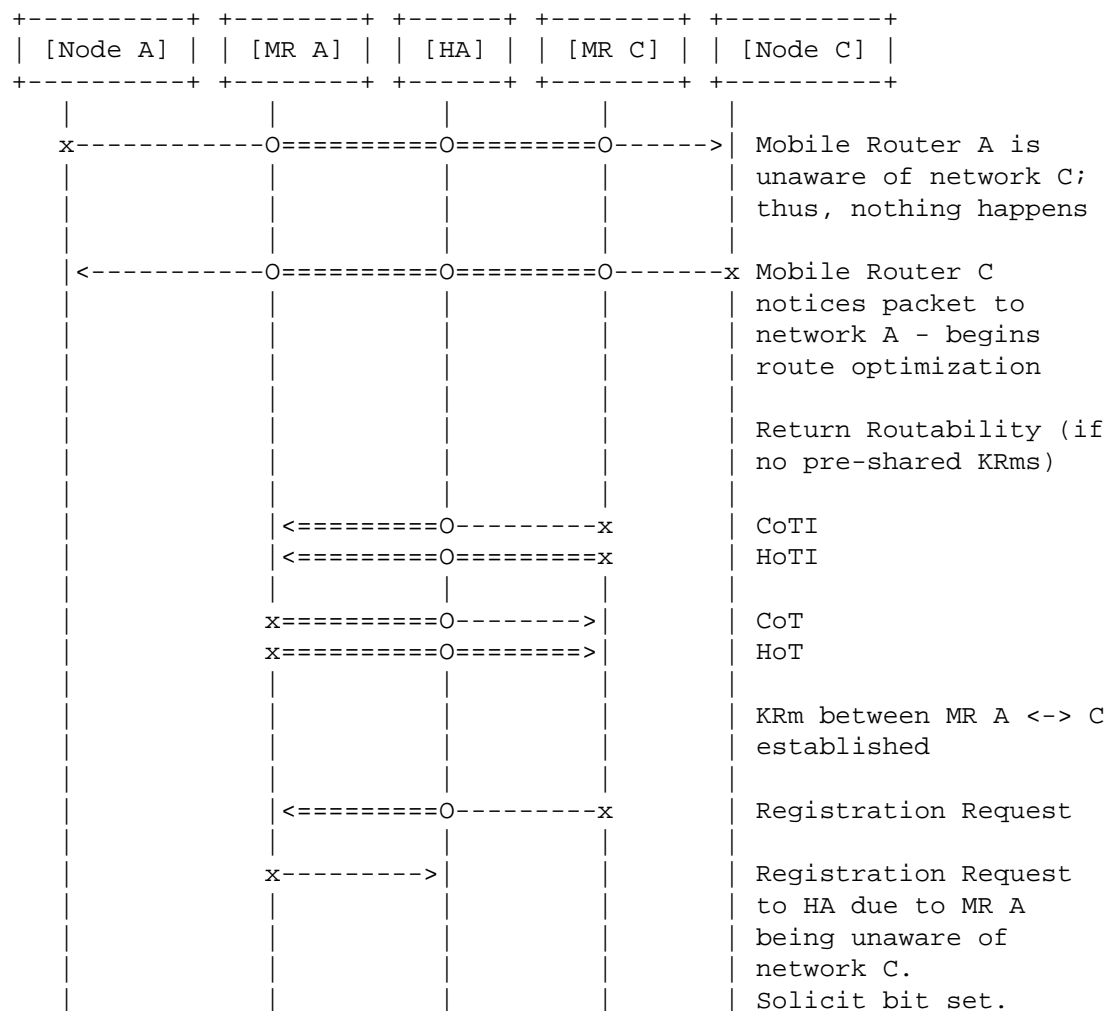 [Node A] [MR A] [HA] [MR C] [Node C]
x------------O==========O=========O------>| Mobile Router A is
unaware of network C;
thus, nothing happens
|<-----------O==========O=========O-------x Mobile Router C
notices packet to
network A - begins
route optimization
Return Routability (if
no pre-shared KRms)
|<=========O---------x CoTI
|<=========O=========x HoTI
x==========O-------->| CoT
x==========O========>| HoT
KRm between MR A <-> C
established
|<=========O---------x Registration Request
x--------->| Registration Request
to HA due to MR A
being unaware of
network C.
Solicit bit set.